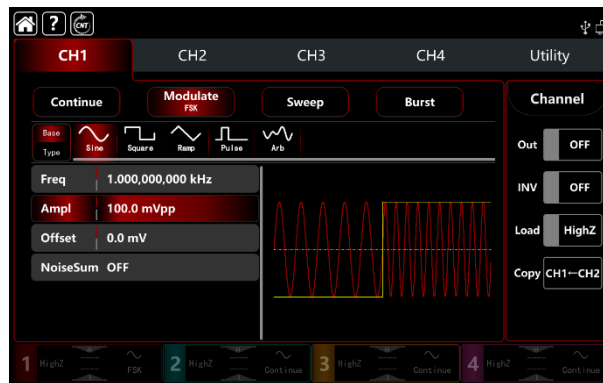 ? CNT
CH1 CH2 CH3 CH4 Utility
Continue Modulate Sweep Burst Channel
FSK
Base
Type Sine Square Ramp Pulse Arb
Out OFF
Freq 1.000,000,000 kHz
INV OFF
Ampl 100.0 mVpp
Load HighZ
Offset 0.0 mV
NoiseSum OFF
Copy CH1←CH2
1 HighZ FSK 2 HighZ Continue 3 HighZ Continue 4 HighZ Continue